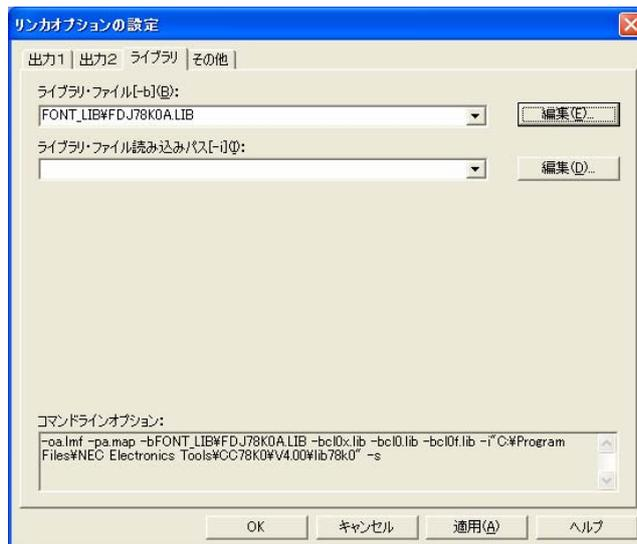 リンカオプションの設定
出力1 出力2 ライブラリ その他
ライブラリ・ファイル[-b](B):
FONT_LIB¥FDJ78K0A.LIB 編集(E)...
ライブラリ・ファイル読み込みパス[-i](I):
編集(D)...
コマンドラインオプション:
-oa.lmf -pa.map -bFONT_LIB¥FDJ78K0A.LIB -bcl0x.lib -bcl0.lib -bcl0f.lib -i"C:¥Program
Files¥NEC Electronics Tools¥CC78K0¥V4.00¥lib78k0" -s
OK キャンセル 適用(A) ヘルプ